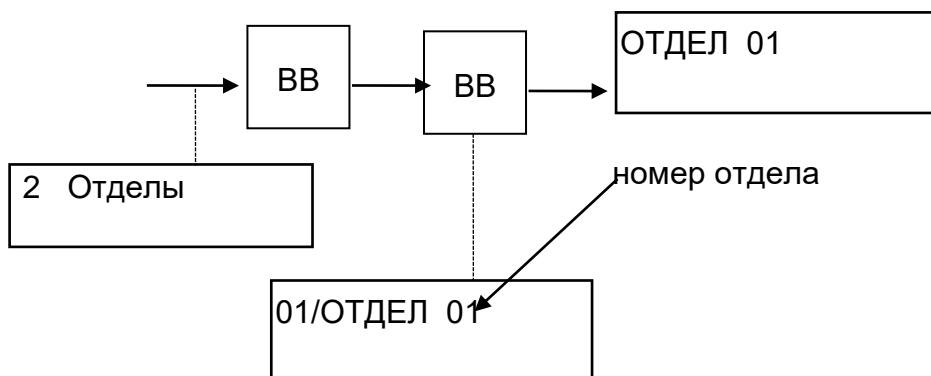 ОТДЕЛ 01
ВВ
ВВ
2 Отделы
номер отдела
01/ОТДЕЛ 01